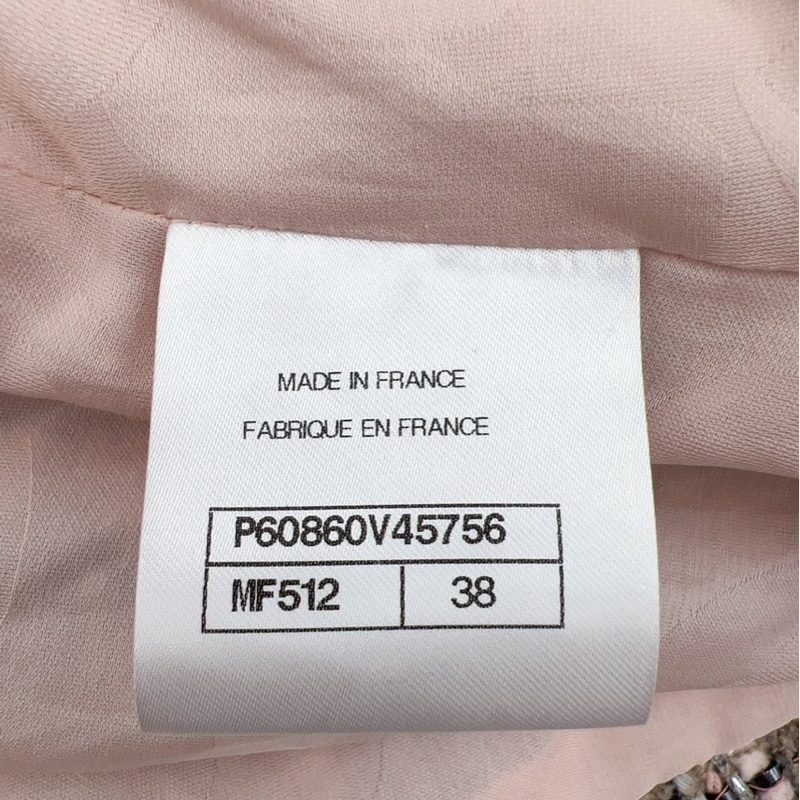 MADE IN FRANCE
FABRIQUE EN FRANCE
P60860V45756
MF512 38